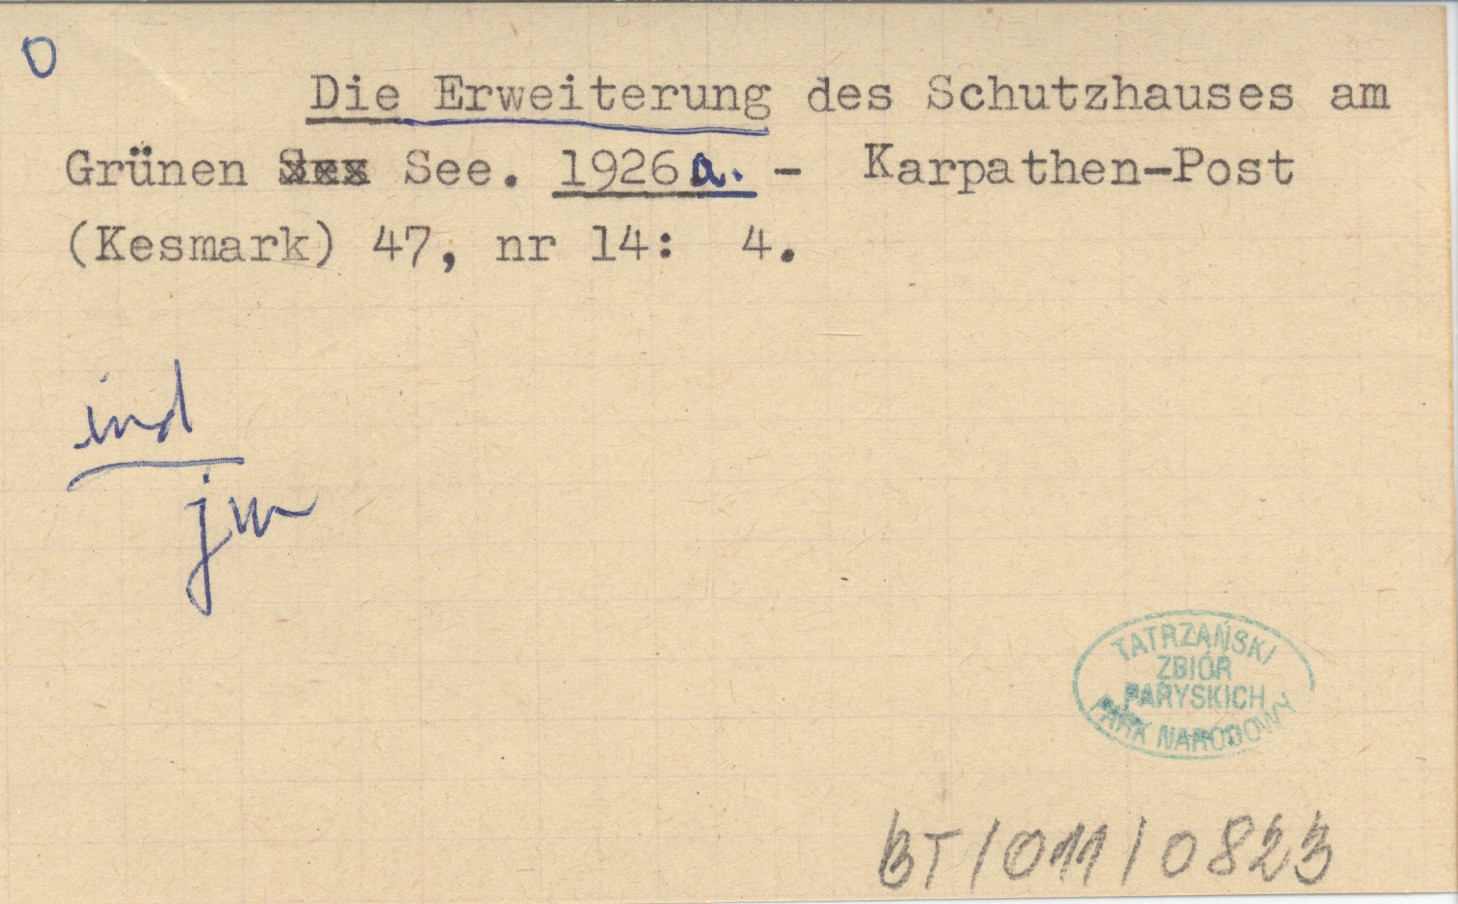 O
Die Erweiterung des Schutzhauses am
Grünen See. 1926a. - Karpathen-Post
(Kesmark) 47, nr 14: 4.
ind
jm
TATRZAŃSKI
ZBIÓR
PARYSKICH
PARK NARODOWY
BT/011/0823